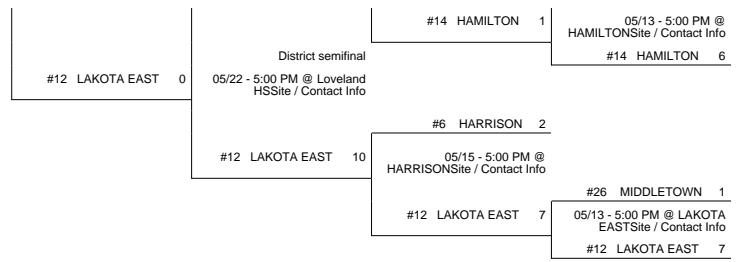 #14 HAMILTON 1
05/13 - 5:00 PM @
HAMILTONSite / Contact Info
District semifinal
#14 HAMILTON 6
#12 LAKOTA EAST 0
05/22 - 5:00 PM @ Loveland
HSSite / Contact Info
#6 HARRISON 2
#12 LAKOTA EAST 10
05/15 - 5:00 PM @
HARRISONSite / Contact Info
#26 MIDDLETOWN 1
#12 LAKOTA EAST 7
05/13 - 5:00 PM @ LAKOTA
EASTSite / Contact Info
#12 LAKOTA EAST 7